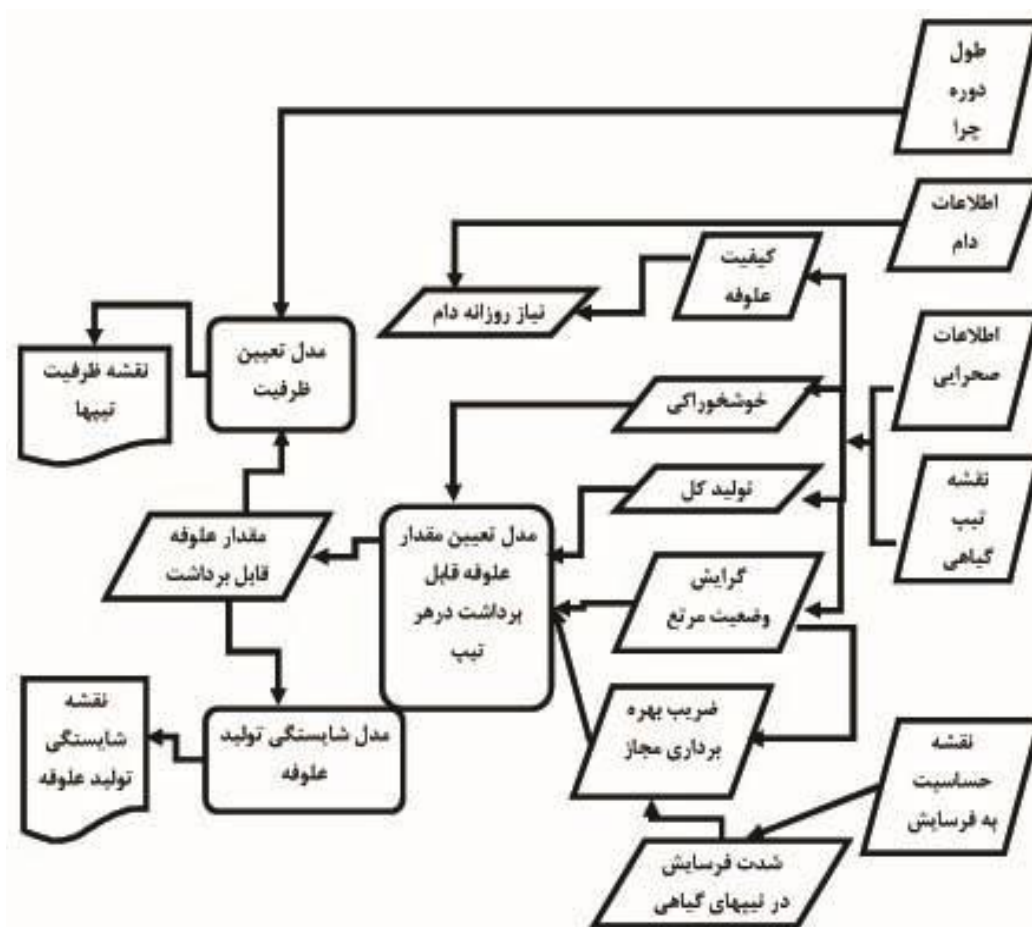 طول
دوره
چرا
اطلاعات
دام
کیفیت
علوفه
نیاز روزانه دام
اطلاعات
صحرایی
مدل تعیین
ظرفیت
نقشه ظرفیت
تیپها
خوشخوراکی
نقشه
تیپ
گیاهی
تولید کل
مدل تعیین مقدار
علوفه قابل
برداشت درهر
تیپ
مقدار علوفه
قابل برداشت
گرایش
وضعیت مرتع
ضریب بهره
برداری مجاز
مدل شایستگی تولید
علوفه
نقشه
شایستگی
تولید علوفه
نقشه
حساسیت
به فرسایش
شدت فرسایش
در تیپهای گیاهی